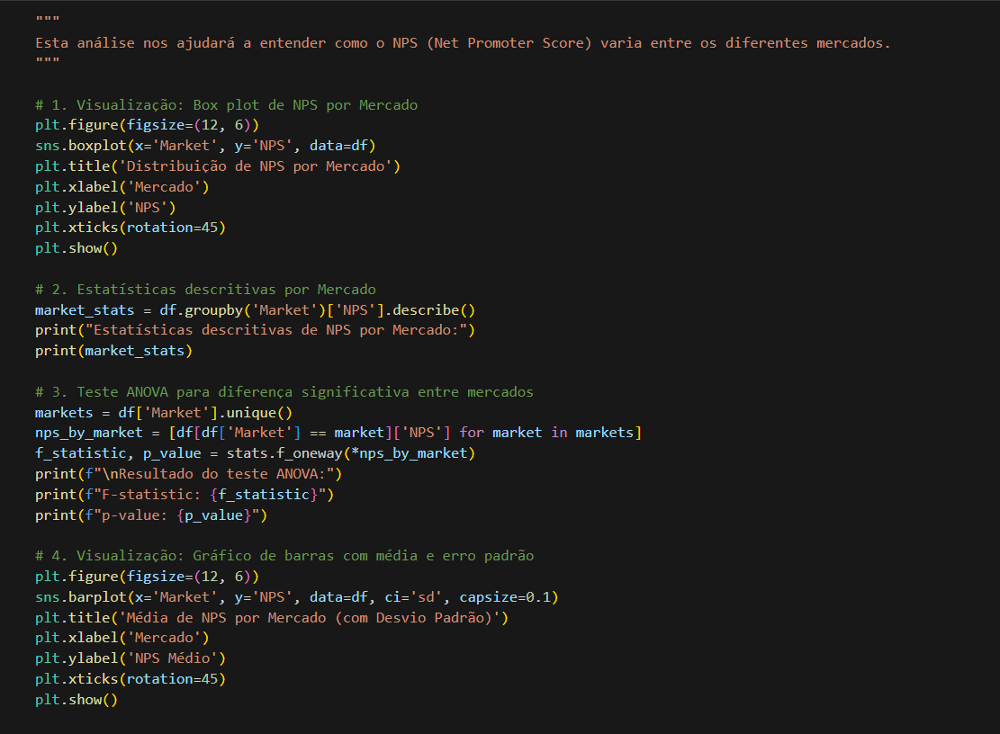 """
Esta análise nos ajudará a entender como o NPS (Net Promoter Score) varia entre os diferentes mercados.
"""
# 1. Visualização: Box plot de NPS por Mercado
plt.figure(figsize=(12, 6))
sns.boxplot(x='Market', y='NPS', data=df)
plt.title('Distribuição de NPS por Mercado')
plt.xlabel('Mercado')
plt.ylabel('NPS')
plt.xticks(rotation=45)
plt.show()
# 2. Estatísticas descritivas por Mercado
market_stats = df.groupby('Market')['NPS'].describe()
print("Estatísticas descritivas de NPS por Mercado:")
print(market_stats)
# 3. Teste ANOVA para diferença significativa entre mercados
markets = df['Market'].unique()
nps_by_market = [df[df['Market'] == market]['NPS'] for market in markets]
f_statistic, p_value = stats.f_oneway(*nps_by_market)
print(f"\nResultado do teste ANOVA:")
print(f"F-statistic: {f_statistic}")
print(f"p-value: {p_value}")
# 4. Visualização: Gráfico de barras com média e erro padrão
plt.figure(figsize=(12, 6))
sns.barplot(x='Market', y='NPS', data=df, ci='sd', capsize=0.1)
plt.title('Média de NPS por Mercado (com Desvio Padrão)')
plt.xlabel('Mercado')
plt.ylabel('NPS Médio')
plt.xticks(rotation=45)
plt.show()